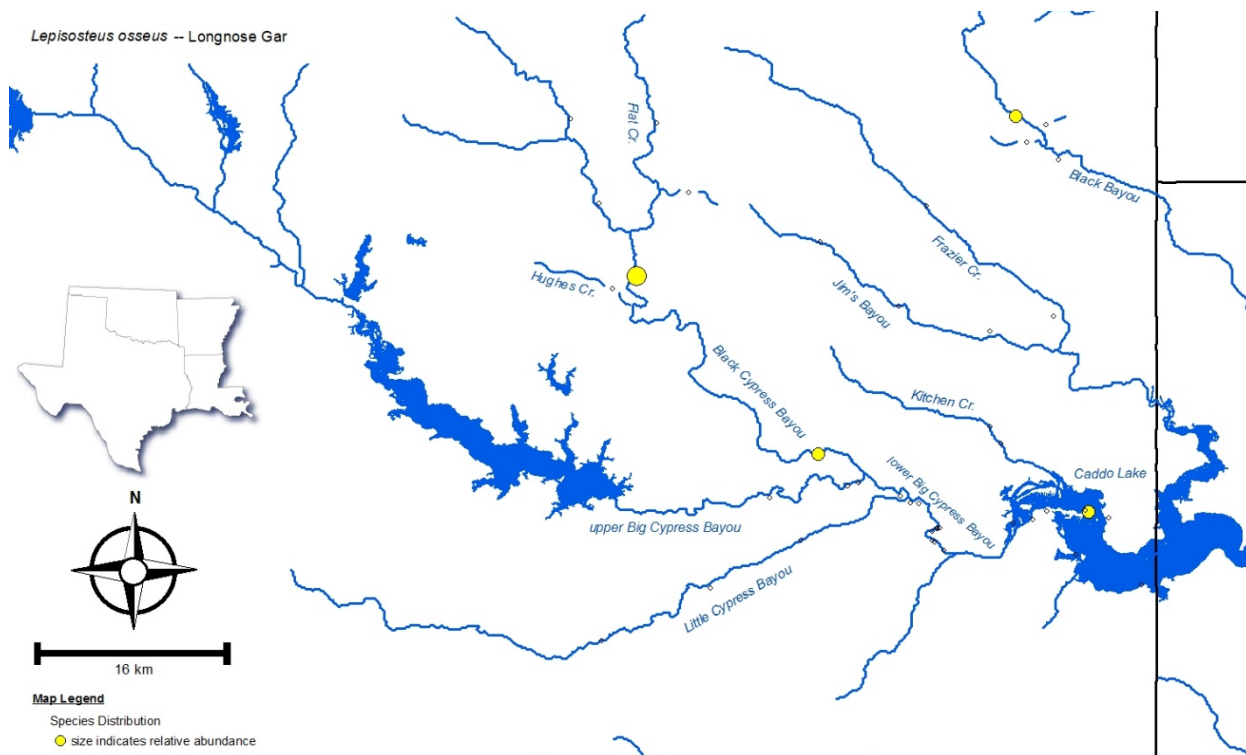 Lepisosteus osseus -- Longnose Gar
Flat Cr.
Black Bayou
Frazier Cr.
Hughes Cr.
Jim's Bayou
Black Cypress Bayou
Kitchen Cr.
lower Big Cypress Bayou
Caddo Lake
upper Big Cypress Bayou
Little Cypress Bayou
N
16 km
Map Legend
Species Distribution
size indicates relative abundance